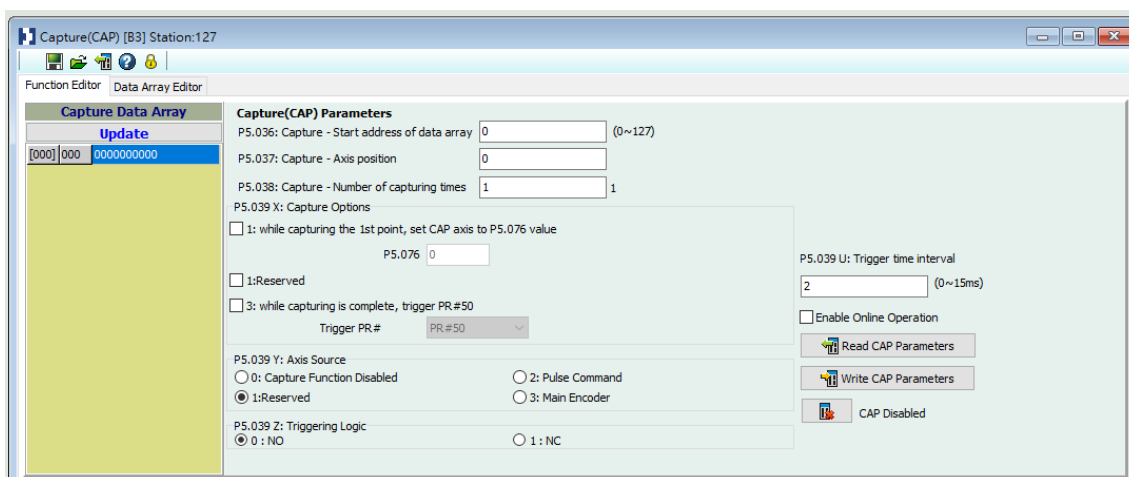 Capture(CAP) [B3] Station:127
Function Editor Data Array Editor
Capture Data Array
Update
[000] 000 0000000000
Capture(CAP) Parameters
P5.036: Capture - Start address of data array 0 (0~127)
P5.037: Capture - Axis position 0
P5.038: Capture - Number of capturing times 1 1
P5.039 X: Capture Options
1: while capturing the 1st point, set CAP axis to P5.076 value
P5.076 0
1:Reserved
3: while capturing is complete, trigger PR#50
Trigger PR# PR#50
P5.039 Y: Axis Source
0: Capture Function Disabled 2: Pulse Command
1:Reserved 3: Main Encoder
P5.039 Z: Triggering Logic
0 : NO 1 : NC
P5.039 U: Trigger time interval
2 (0~15ms)
Enable Online Operation
Read CAP Parameters
Write CAP Parameters
CAP Disabled